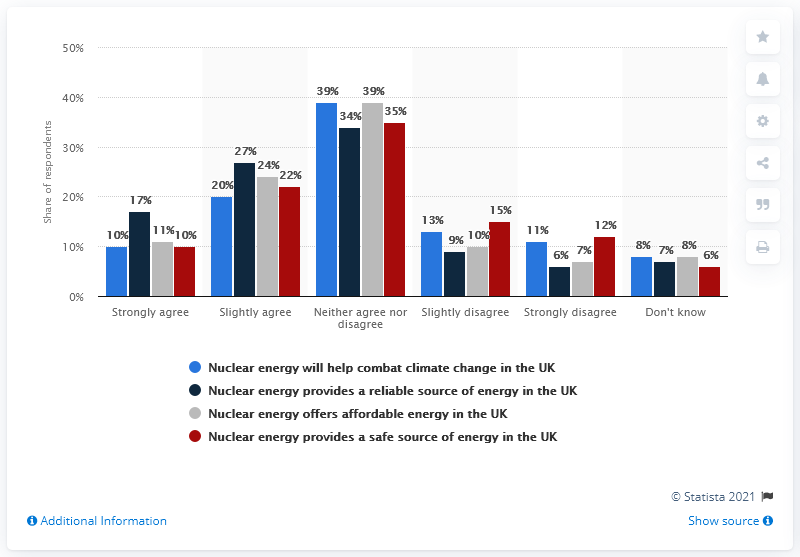 50%
40%
30%
20%
10%
0%
Share of respondents
10% 17% 11% 10%
20% 27% 24% 22%
39% 34% 39% 35%
13% 9% 10% 15%
11% 6% 7% 12%
8% 7% 8% 6%
Strongly agree
Slightly agree
Neither agree nor
disagree
Slightly disagree
Strongly disagree
Don't know
Nuclear energy will help combat climate change in the UK
Nuclear energy provides a reliable source of energy in the UK
Nuclear energy offers affordable energy in the UK
Nuclear energy provides a safe source of energy in the UK
© Statista 2021
Additional Information
Show source